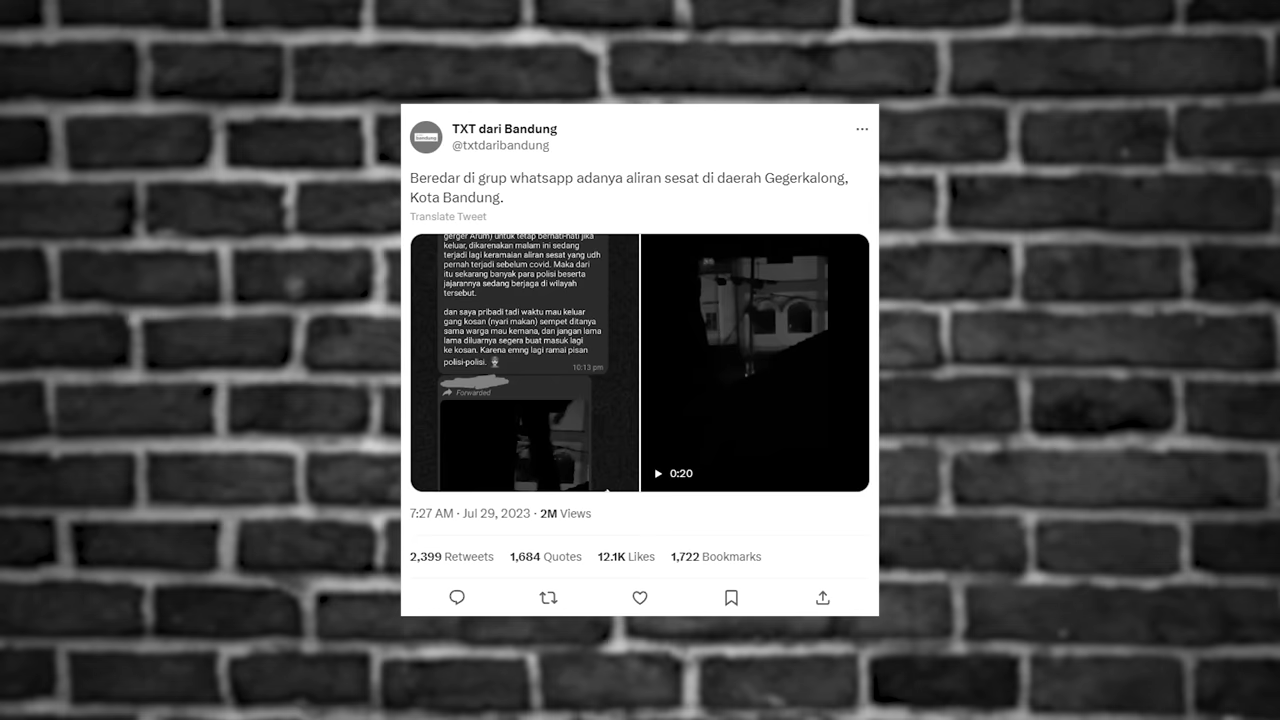 TXT dari Bandung
@txtdaribandung
Beredar di grup whatsapp adanya aliran sesat di daerah Gegerkalong,
Kota Bandung.
Translate Tweet
gerger Arum) untuk tetap berhati-hati jika
keluar, dikarenakan malam ini sedang
terjadi lagi keramaian aliran sesat yang udh
pernah terjadi sebelum covid. Maka dari
itu sekarang banyak para polisi beserta
jajarannya sedang berjaga di wilayah
tersebut.
dan saya pribadi tadi waktu mau keluar
gang kosan (nyari makan) sempet ditanya
sama warga mau kemana, dan jangan lama
lama diluarnya segera buat masuk lagi
ke kosan. Karena emng lagi ramai pisan
polisi-polisi.
10:13 pm
Forwarded
0:20
7:27 AM · Jul 29, 2023 · 2M Views
2,399 Retweets 1,684 Quotes 12.1K Likes 1,722 Bookmarks